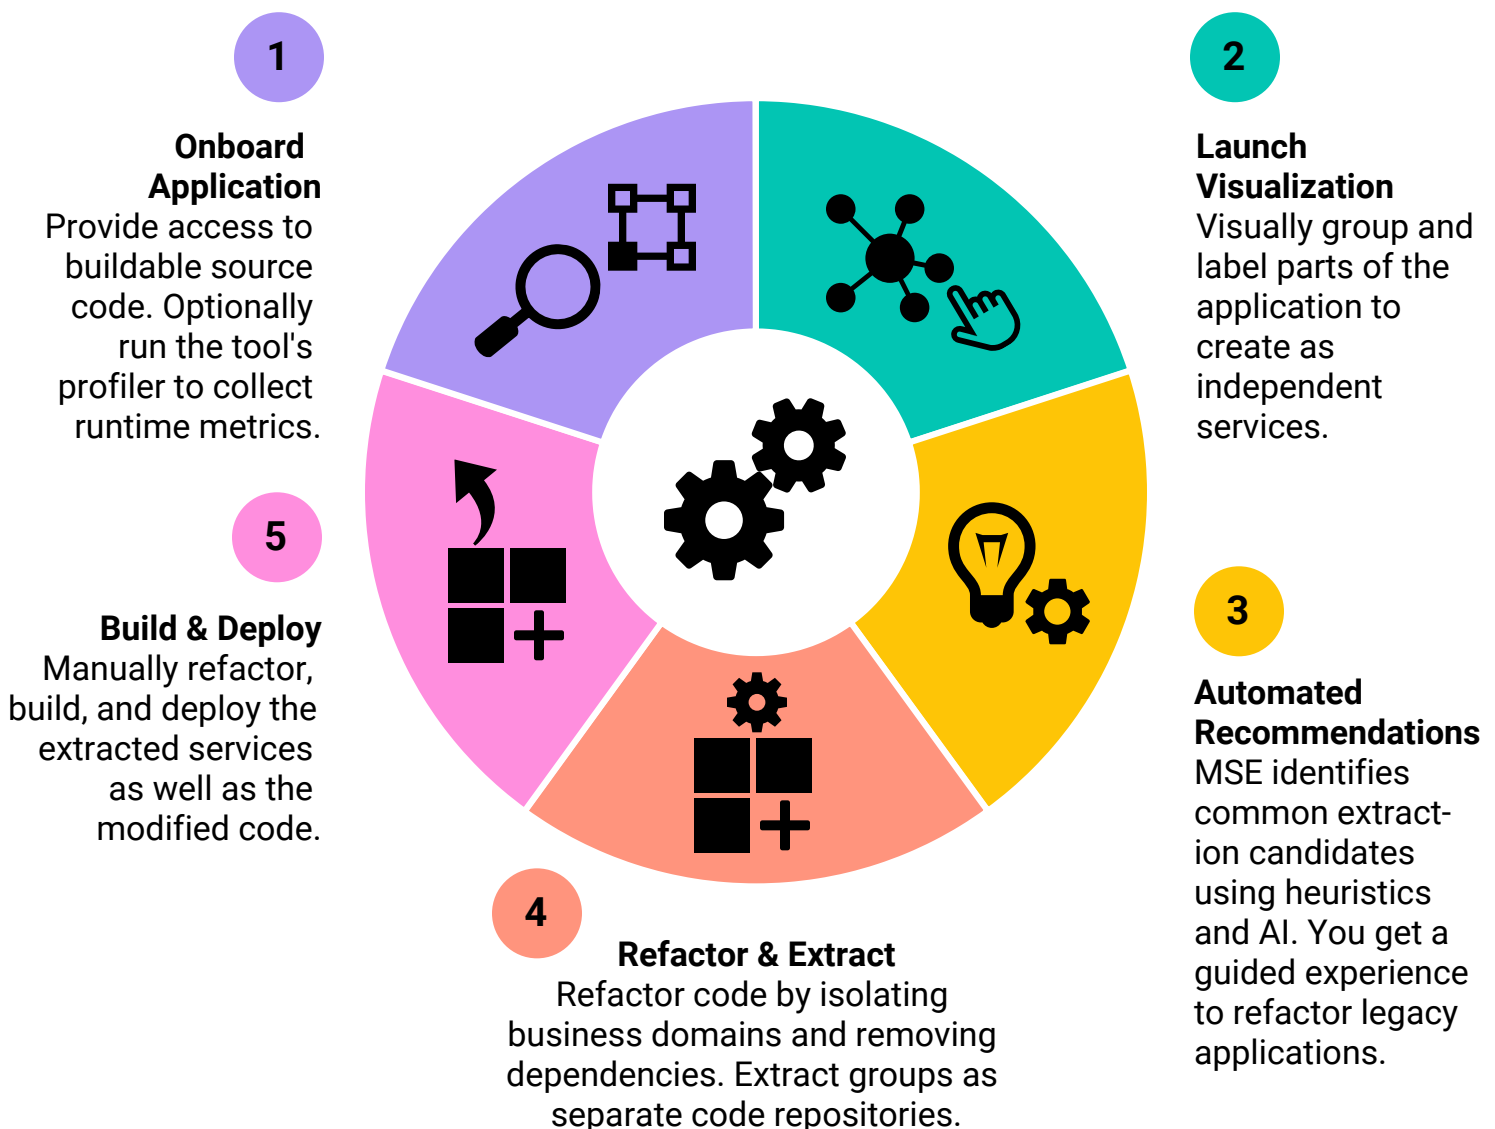 1
Onboard
Application
Provide access to
buildable source
code. Optionally
run the tool's
profiler to collect
runtime metrics.
2
Launch
Visualization
Visually group and
label parts of the
application to
create as
independent
services.
3
Automated
Recommendations
MSE identifies
common extract-
ion candidates
using heuristics
and AI. You get a
guided experience
to refactor legacy
applications.
4
Refactor & Extract
Refactor code by isolating
business domains and removing
dependencies. Extract groups as
separate code repositories.
5
Build & Deploy
Manually refactor,
build, and deploy the
extracted services
as well as the
modified code.